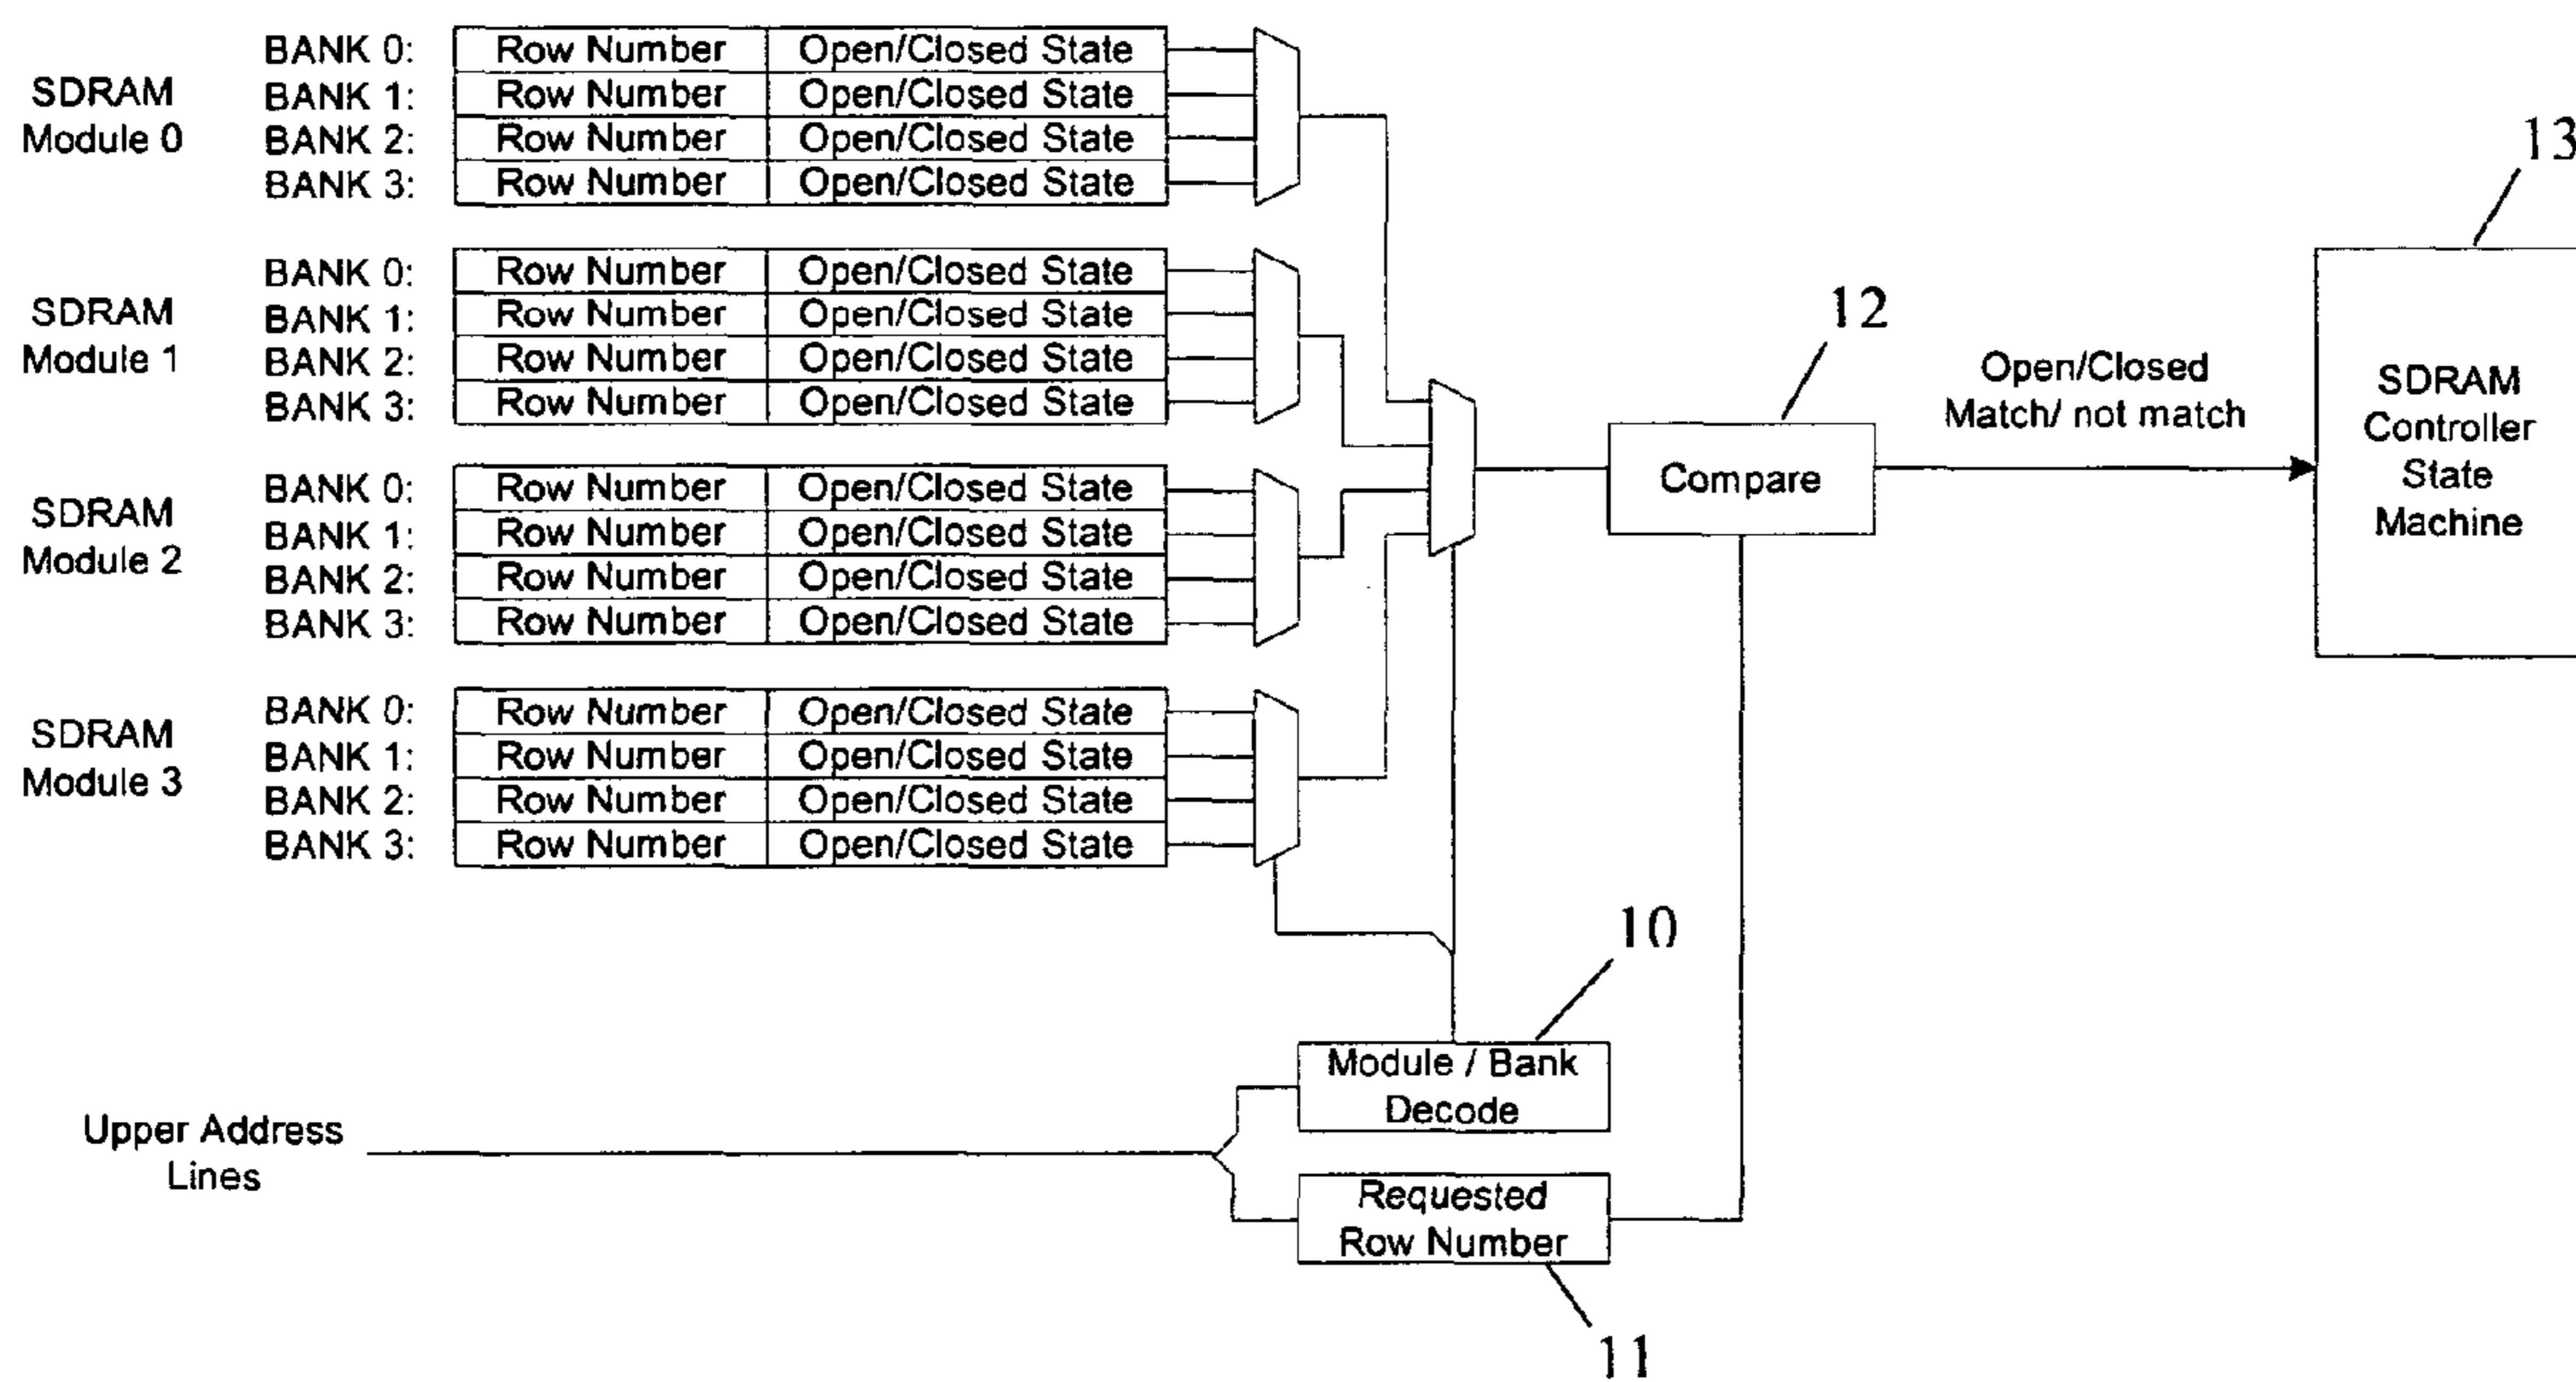 SDRAM
Module 0
BANK 0: Row Number Open/Closed State
BANK 1: Row Number Open/Closed State
BANK 2: Row Number Open/Closed State
BANK 3: Row Number Open/Closed State
SDRAM
Module 1
BANK 0: Row Number Open/Closed State
BANK 1: Row Number Open/Closed State
BANK 2: Row Number Open/Closed State
BANK 3: Row Number Open/Closed State
SDRAM
Module 2
BANK 0: Row Number Open/Closed State
BANK 1: Row Number Open/Closed State
BANK 2: Row Number Open/Closed State
BANK 3: Row Number Open/Closed State
SDRAM
Module 3
BANK 0: Row Number Open/Closed State
BANK 1: Row Number Open/Closed State
BANK 2: Row Number Open/Closed State
BANK 3: Row Number Open/Closed State
12
Compare
Open/Closed
Match/ not match
13
SDRAM
Controller
State
Machine
10
Module / Bank
Decode
Upper Address
Lines
Requested
Row Number
11